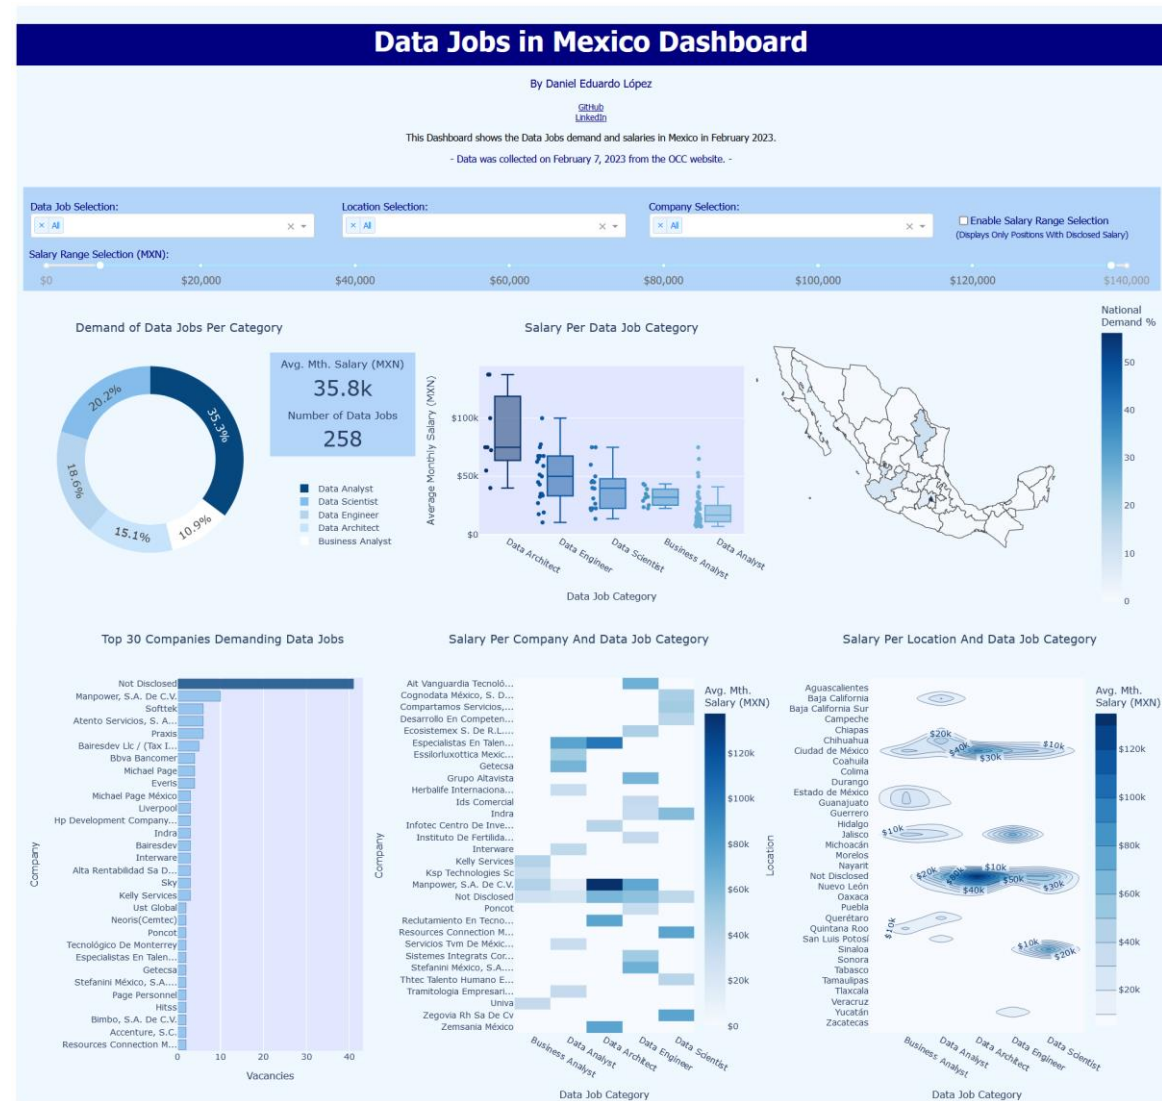 Data Jobs in Mexico Dashboard
By Daniel Eduardo López
GitHub
LinkedIn
This Dashboard shows the Data Jobs demand and salaries in Mexico in February 2023.
- Data was collected on February 7, 2023 from the OCC website. -
Data Job Selection:
× All
Location Selection:
× All
Company Selection:
× All
Enable Salary Range Selection
(Displays Only Positions With Disclosed Salary)
Salary Range Selection (MXN):
$0 $20,000 $40,000 $60,000 $80,000 $100,000 $120,000 $140,000
Demand of Data Jobs Per Category
35.3%
20.2%
18.6%
15.1%
10.9%
Avg. Mth. Salary (MXN)
35.8k
Number of Data Jobs
258
Data Analyst
Data Scientist
Data Engineer
Data Architect
Business Analyst
Salary Per Data Job Category
Average Monthly Salary (MXN)
$100k
$50k
$0
Data Architect
Data Engineer
Data Scientist
Business Analyst
Data Analyst
Data Job Category
National
Demand %
50
40
30
20
10
0
Top 30 Companies Demanding Data Jobs
Company
Not Disclosed
Manpower, S.A. De C.V.
Softtek
Atento Servicios, S. A...
Praxis
Bairesdev Llc / (Tax I...
Bbva Bancomer
Michael Page
Everis
Michael Page México
Liverpool
Hp Development Company...
Indra
Bairesdev
Interware
Alta Rentabilidad Sa D...
Sky
Kelly Services
Ust Global
Neoris(Cemtec)
Poncot
Tecnológico De Monterrey
Especialistas En Talen...
Getecsa
Stefanini México, S.A....
Page Personnel
Hitss
Bimbo, S.A. De C.V.
Accenture, S.C.
Resources Connection M...
0 10 20 30 40
Vacancies
Salary Per Company And Data Job Category
Company
Ait Vanguardia Tecnoló...
Cognodata México, S. D...
Compartamos Servicios,...
Desarrollo En Competen...
Ecosistemex S. De R.L....
Especialistas En Talen...
Essilorluxottica Mexic...
Getecsa
Grupo Altavista
Herbalife Internaciona...
Ids Comercial
Indra
Infotec Centro De Inve...
Instituto De Fertilida...
Interware
Kelly Services
Ksp Technologies Sc
Manpower, S.A. De C.V.
Not Disclosed
Poncot
Reclutamiento En Tecno...
Resources Connection M...
Servicios Tvm De Méxic...
Sistemes Integrats Cor...
Stefanini México, S.A....
Thtec Talento Humano E...
Tramitologia Empresari...
Univa
Zegovia Rh Sa De Cv
Zemsania México
Business Analyst
Data Analyst
Data Architect
Data Engineer
Data Scientist
Data Job Category
Avg. Mth.
Salary (MXN)
$120k
$100k
$80k
$60k
$40k
$20k
$0
Salary Per Location And Data Job Category
Location
Aguascalientes
Baja California
Baja California Sur
Campeche
Chiapas
Chihuahua
Ciudad de México
Coahuila
Colima
Durango
Estado de México
Guanajuato
Guerrero
Hidalgo
Jalisco
Michoacán
Morelos
Nayarit
Not Disclosed
Nuevo León
Oaxaca
Puebla
Querétaro
Quintana Roo
San Luis Potosí
Sinaloa
Sonora
Tabasco
Tamaulipas
Tlaxcala
Veracruz
Yucatán
Zacatecas
$20k
$40k
$30k
$10k
$10k
$20k
$10k
$40k
$50k
$30k
$10k
$10k
$20k
Business Analyst
Data Analyst
Data Architect
Data Engineer
Data Scientist
Data Job Category
Avg. Mth.
Salary (MXN)
$120k
$100k
$80k
$60k
$40k
$20k